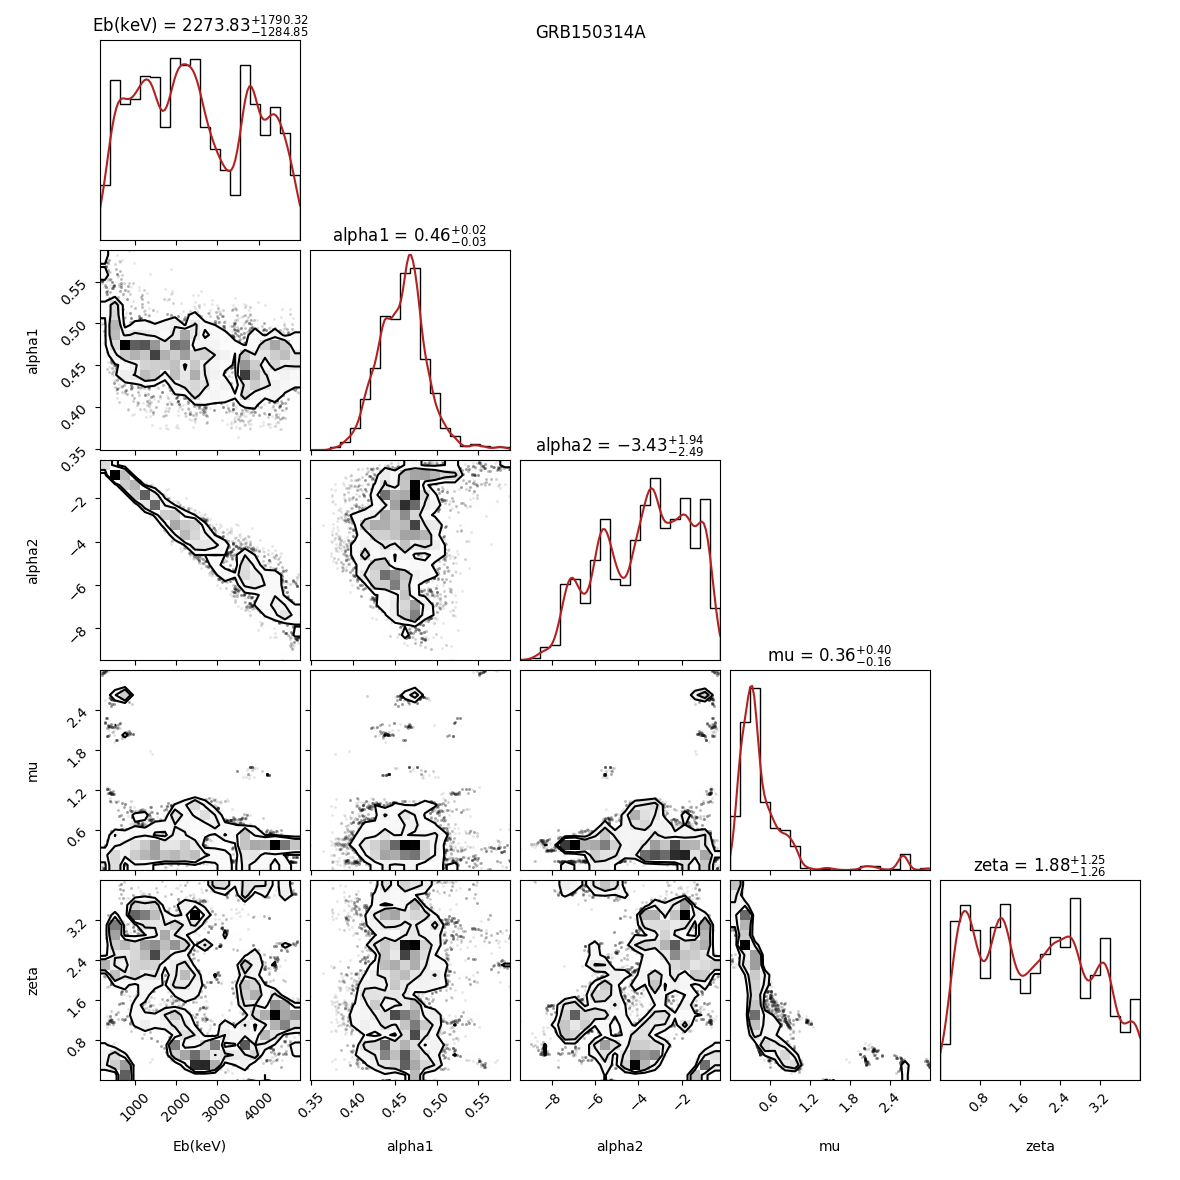 GRB150314A
Eb(keV) = 2273.83+1790.32−1284.85
alpha1 = 0.46+0.02−0.03
0.55
0.50
0.45
0.40
0.35
alpha1
alpha2 = −3.43+1.94−2.49
−2
−4
−6
−8
alpha2
mu = 0.36+0.40−0.16
2.4
1.8
1.2
0.6
mu
zeta = 1.88+1.25−1.26
3.2
2.4
1.6
0.8
zeta
1000 2000 3000 4000 0.35 0.40 0.45 0.50 0.55 −8 −6 −4 −2 0.6 1.2 1.8 2.4 0.8 1.6 2.4 3.2
Eb(keV) alpha1 alpha2 mu zeta